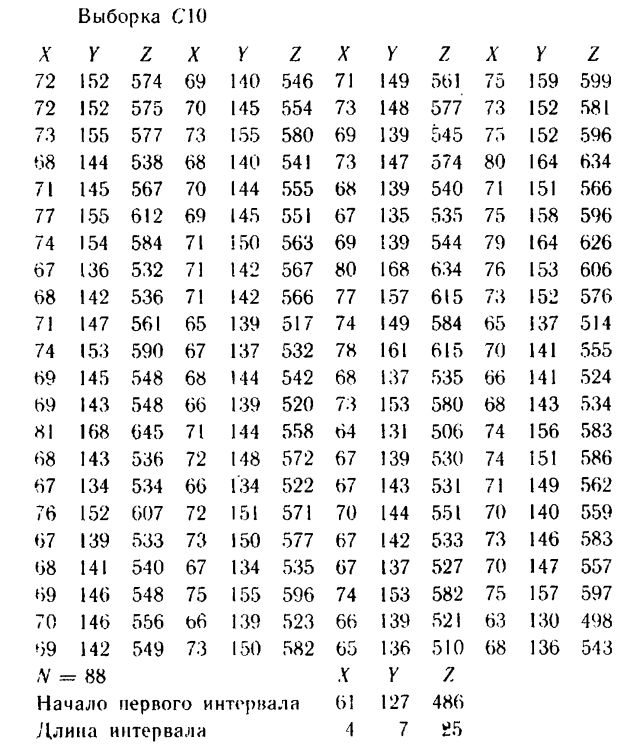 Выборка C10
X Y Z X Y Z X Y Z X Y Z
72 152 574 69 140 546 71 149 561 75 159 599
72 152 575 70 145 554 73 148 577 73 152 581
73 155 577 73 155 580 69 139 545 75 152 596
68 144 538 68 140 541 73 147 574 80 164 634
71 145 567 70 144 555 68 139 540 71 151 566
77 155 612 69 145 551 67 135 535 75 158 596
74 154 584 71 150 563 69 139 544 79 164 626
67 136 532 71 142 567 80 168 634 76 153 606
68 142 536 71 142 566 77 157 615 73 152 576
71 147 561 65 139 517 74 149 584 65 137 514
74 153 590 67 137 532 78 161 615 70 141 555
69 145 548 68 144 542 68 137 535 66 141 524
69 143 548 66 139 520 73 153 580 68 143 534
81 168 645 71 144 558 64 131 506 74 156 583
68 143 536 72 148 572 67 139 530 74 151 586
67 134 534 66 134 522 67 143 531 71 149 562
76 152 607 72 151 571 70 144 551 70 140 559
67 139 533 73 150 577 67 142 533 73 146 583
68 141 540 67 134 535 67 137 527 70 147 557
69 146 548 75 155 596 74 153 582 75 157 597
70 146 556 66 139 523 66 139 521 63 130 498
69 142 549 73 150 582 65 136 510 68 136 543
N = 88 X Y Z
Начало первого интервала 61 127 486
Длина интервала 4 7 25